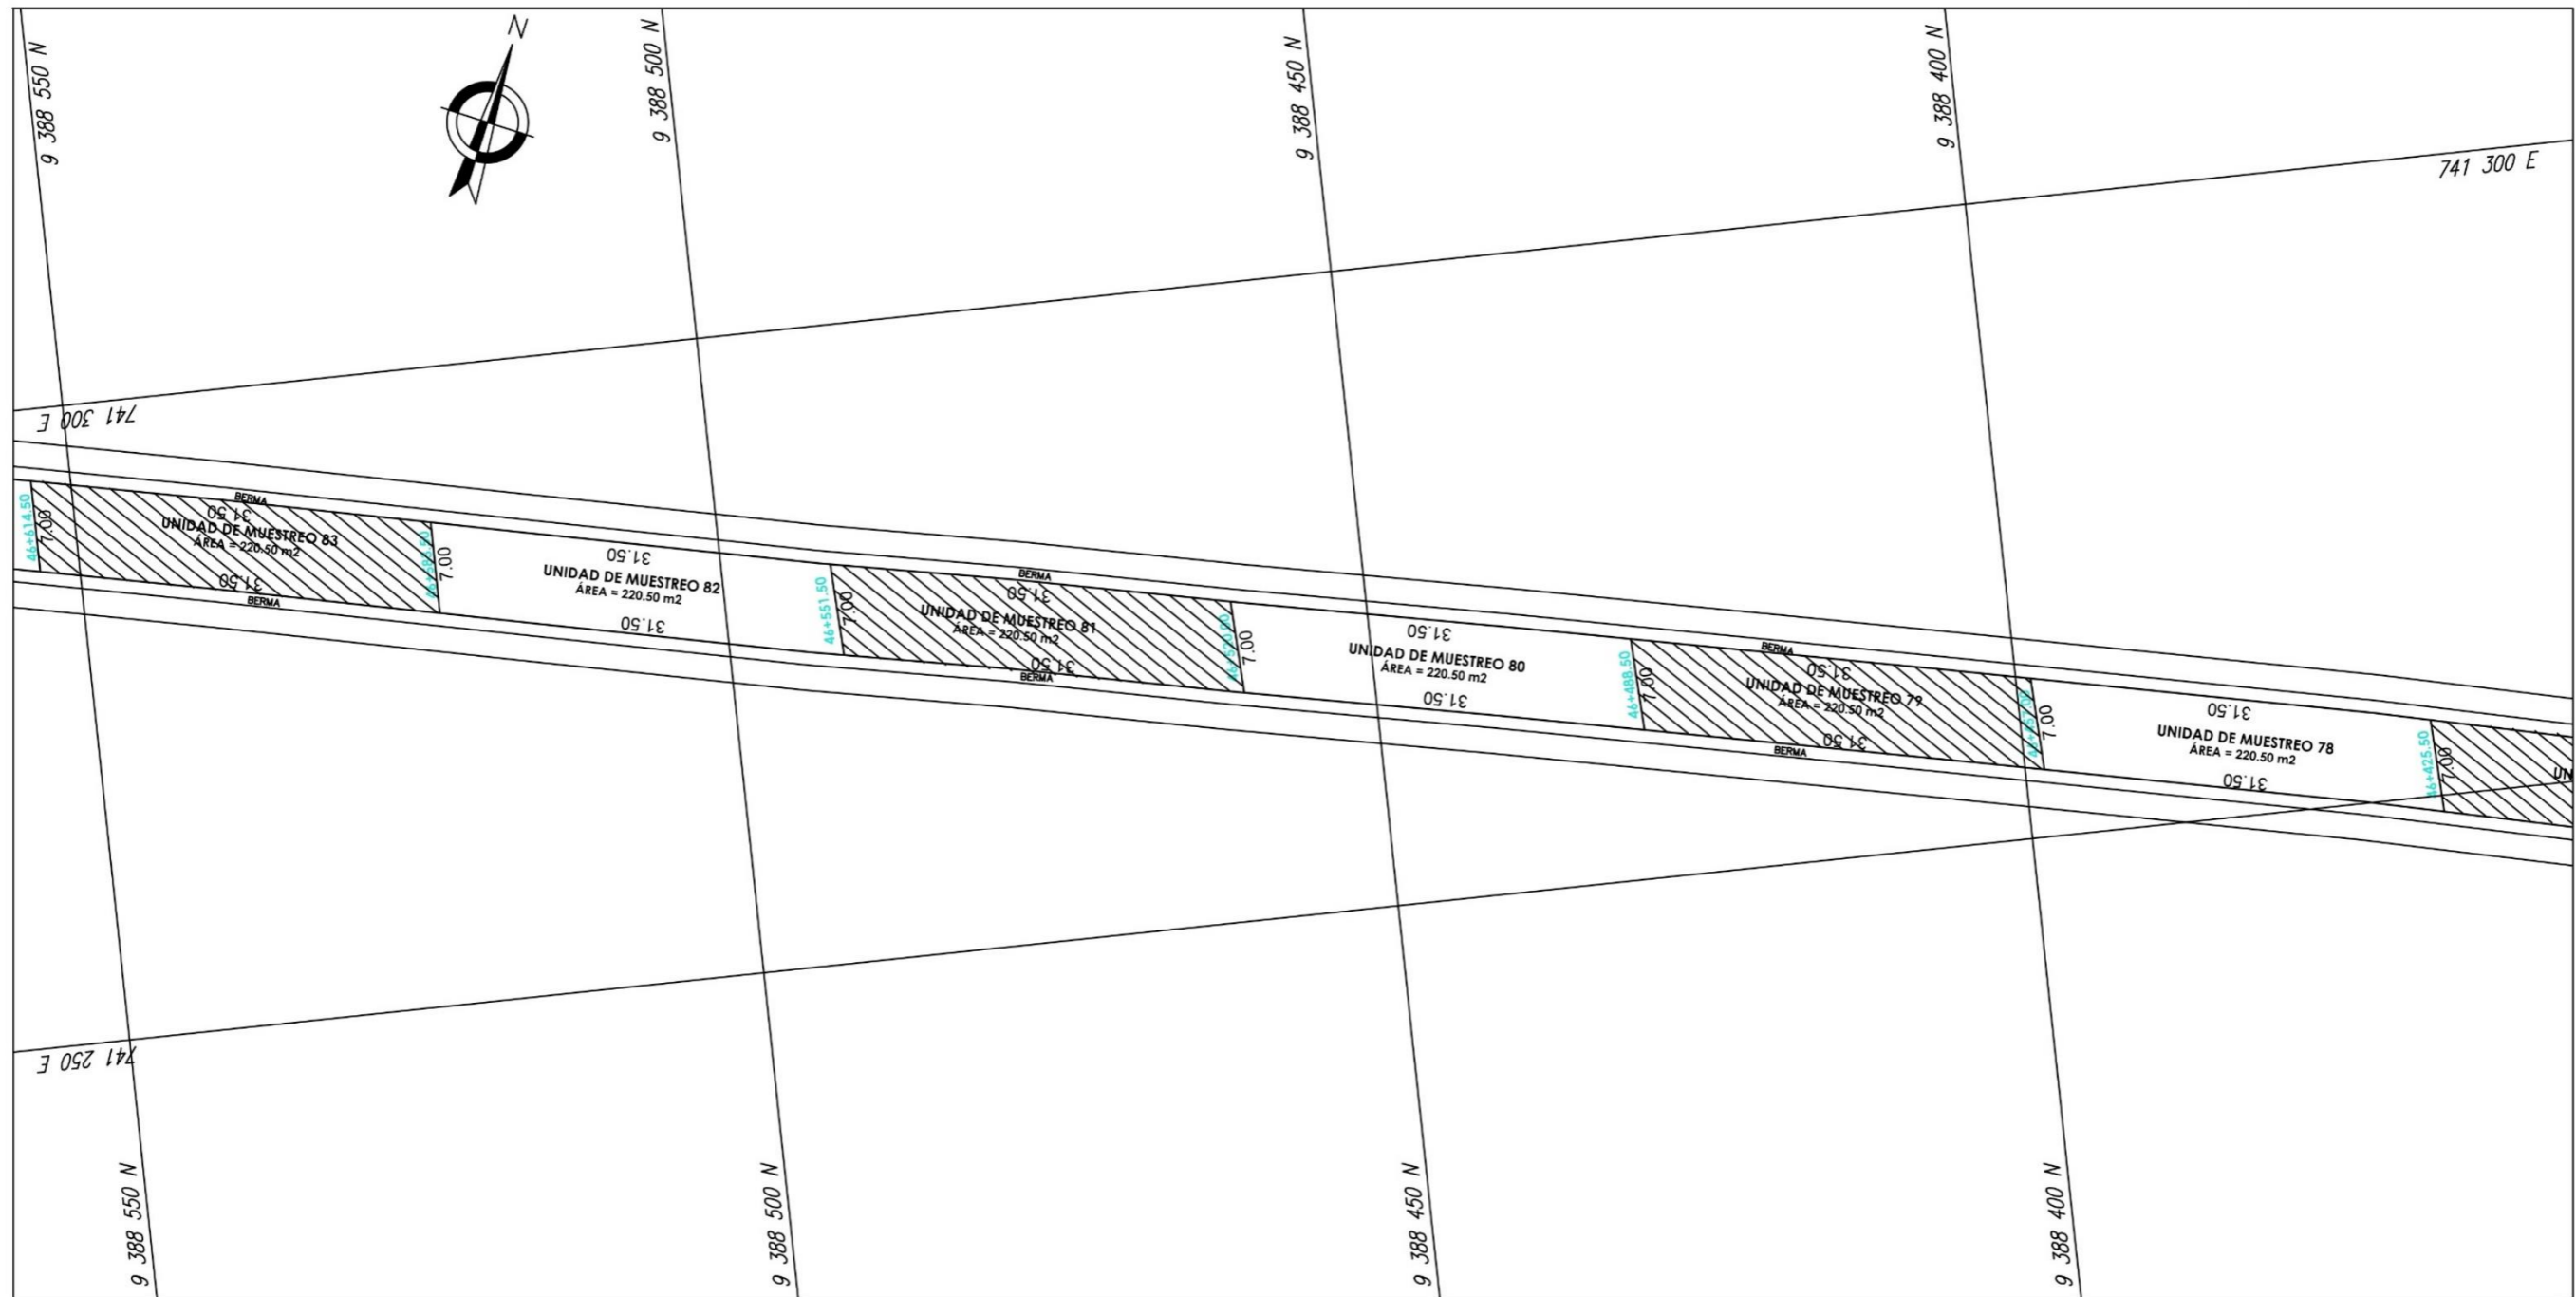 N
9 388 550 N
9 388 500 N
9 388 450 N
9 388 400 N
741 300 E
741 300 E
46+614.50
7.00
BERMA
31.50
UNIDAD DE MUESTREO 83
ÁREA = 220.50 m2
31.50
BERMA
7.00
31.50
UNIDAD DE MUESTREO 82
ÁREA = 220.50 m2
31.50
46+551.50
7.00
BERMA
31.50
UNIDAD DE MUESTREO 81
ÁREA = 220.50 m2
31.50
BERMA
46+520.00
7.00
31.50
UNIDAD DE MUESTREO 80
ÁREA = 220.50 m2
31.50
46+488.50
7.00
BERMA
31.50
UNIDAD DE MUESTREO 79
ÁREA = 220.50 m2
31.50
BERMA
7.00
31.50
UNIDAD DE MUESTREO 78
ÁREA = 220.50 m2
31.50
46+425.50
7.00
UN
741 250 E
9 388 550 N
9 388 500 N
9 388 450 N
9 388 400 N